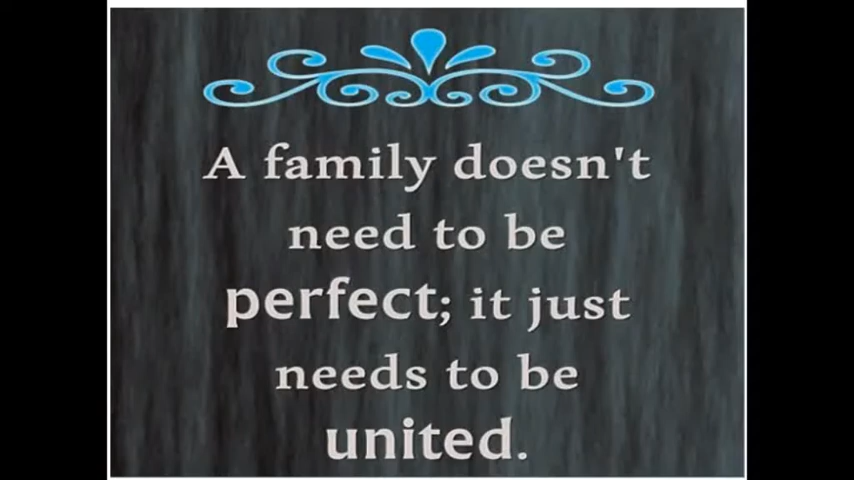 A family doesn't
need to be
perfect; it just
needs to be
united.